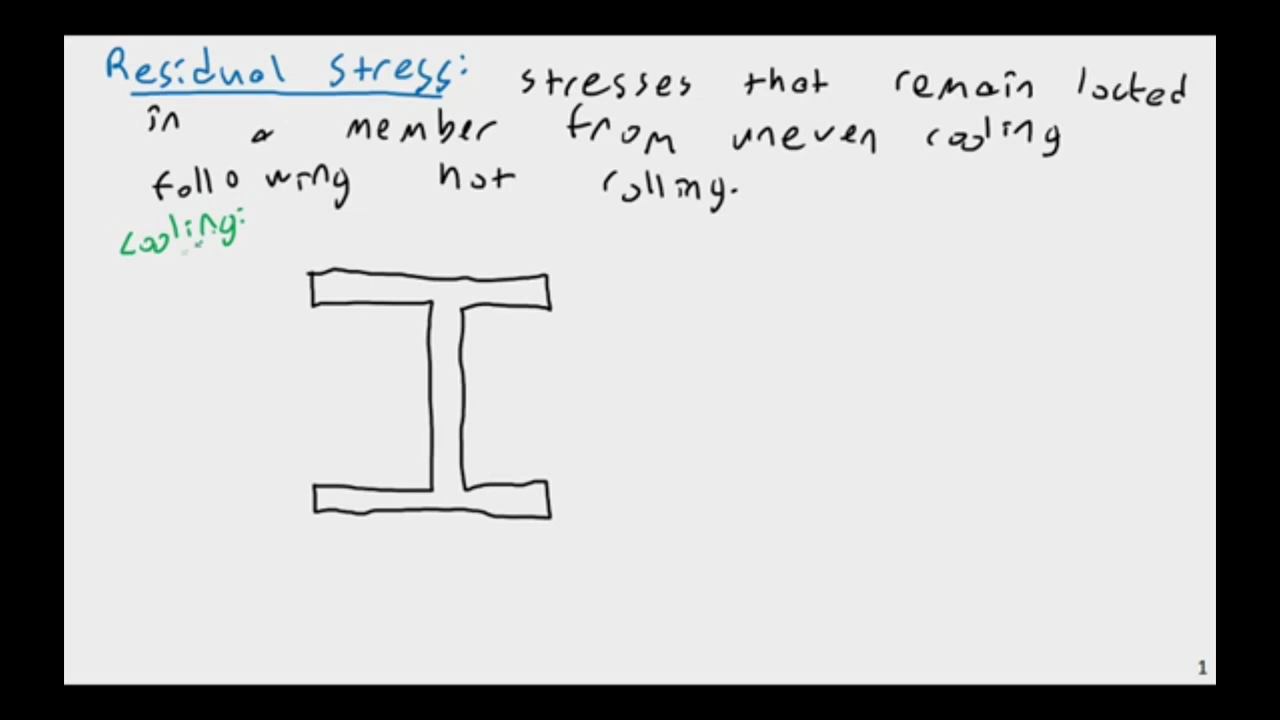 Residual stress: stresses that remain locked
in a member from uneven cooling
following hot rolling.
cooling:
1